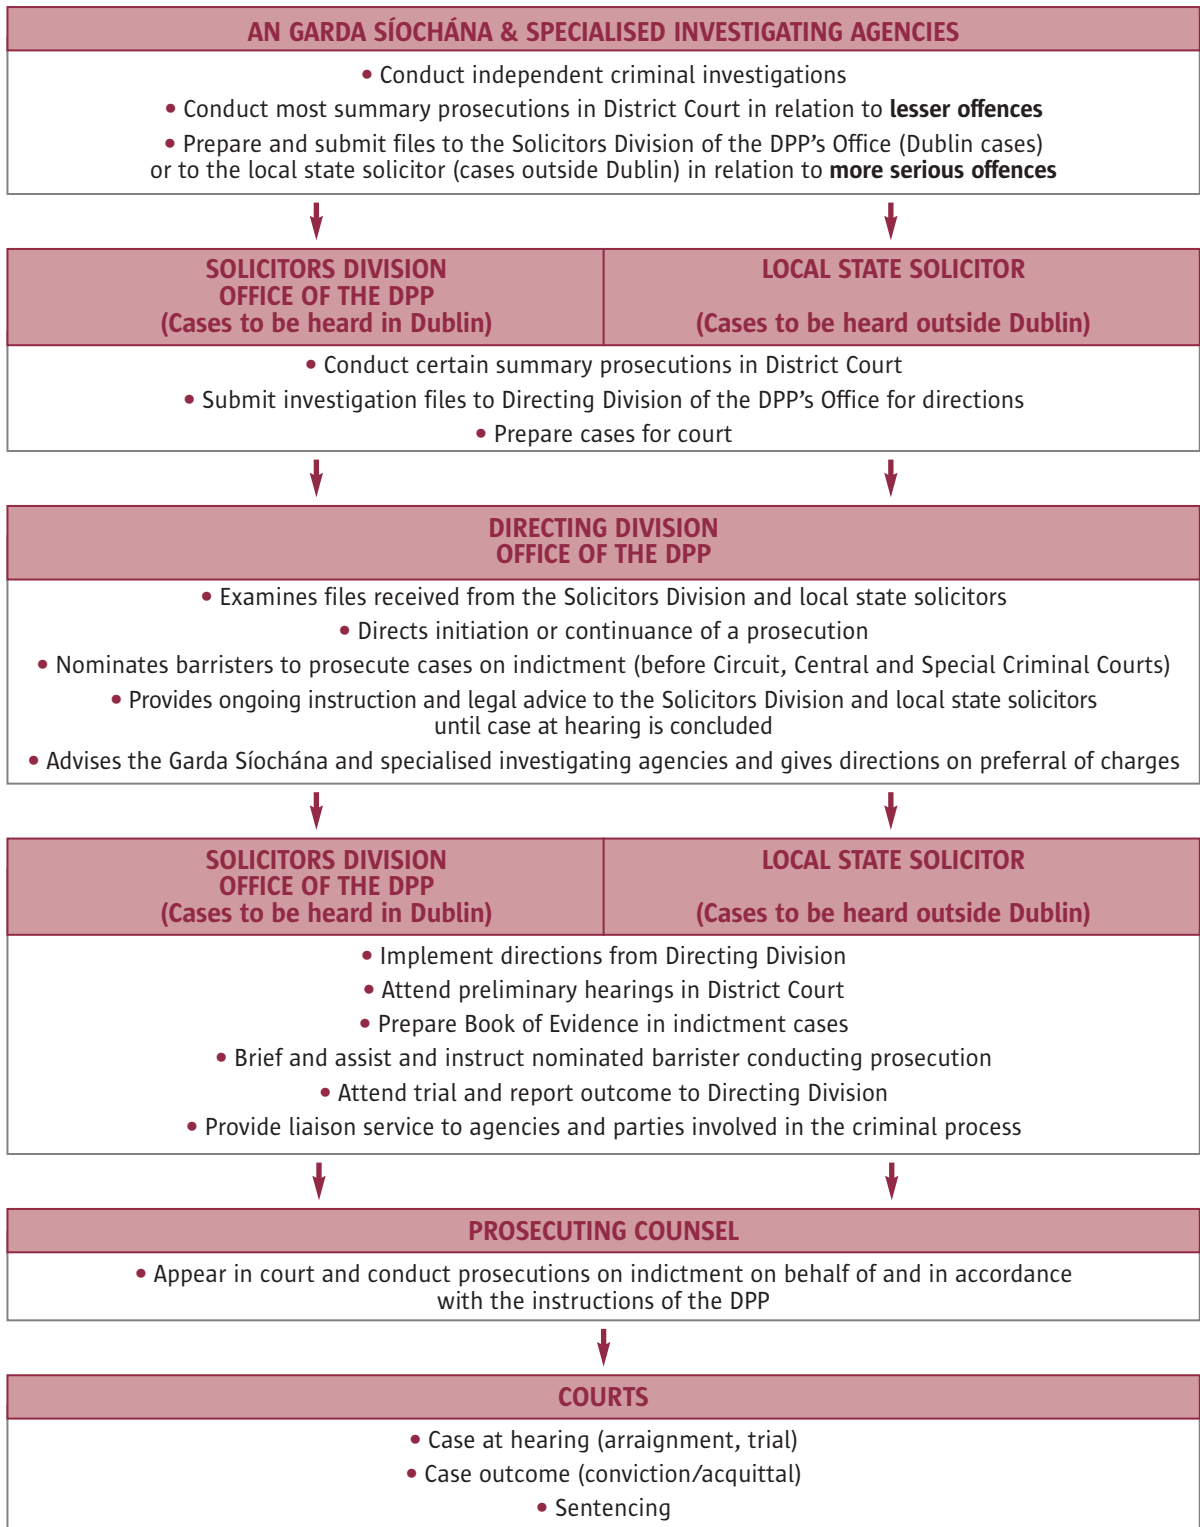 AN GARDA SÍOCHÁNA & SPECIALISED INVESTIGATING AGENCIES
• Conduct independent criminal investigations
• Conduct most summary prosecutions in District Court in relation to lesser offences
• Prepare and submit files to the Solicitors Division of the DPP’s Office (Dublin cases)
or to the local state solicitor (cases outside Dublin) in relation to more serious offences
SOLICITORS DIVISION
OFFICE OF THE DPP
(Cases to be heard in Dublin)
LOCAL STATE SOLICITOR
(Cases to be heard outside Dublin)
• Conduct certain summary prosecutions in District Court
• Submit investigation files to Directing Division of the DPP’s Office for directions
• Prepare cases for court
DIRECTING DIVISION
OFFICE OF THE DPP
• Examines files received from the Solicitors Division and local state solicitors
• Directs initiation or continuance of a prosecution
• Nominates barristers to prosecute cases on indictment (before Circuit, Central and Special Criminal Courts)
• Provides ongoing instruction and legal advice to the Solicitors Division and local state solicitors
until case at hearing is concluded
• Advises the Garda Síochána and specialised investigating agencies and gives directions on preferral of charges
SOLICITORS DIVISION
OFFICE OF THE DPP
(Cases to be heard in Dublin)
LOCAL STATE SOLICITOR
(Cases to be heard outside Dublin)
• Implement directions from Directing Division
• Attend preliminary hearings in District Court
• Prepare Book of Evidence in indictment cases
• Brief and assist and instruct nominated barrister conducting prosecution
• Attend trial and report outcome to Directing Division
• Provide liaison service to agencies and parties involved in the criminal process
PROSECUTING COUNSEL
• Appear in court and conduct prosecutions on indictment on behalf of and in accordance
with the instructions of the DPP
COURTS
• Case at hearing (arraignment, trial)
• Case outcome (conviction/acquittal)
• Sentencing